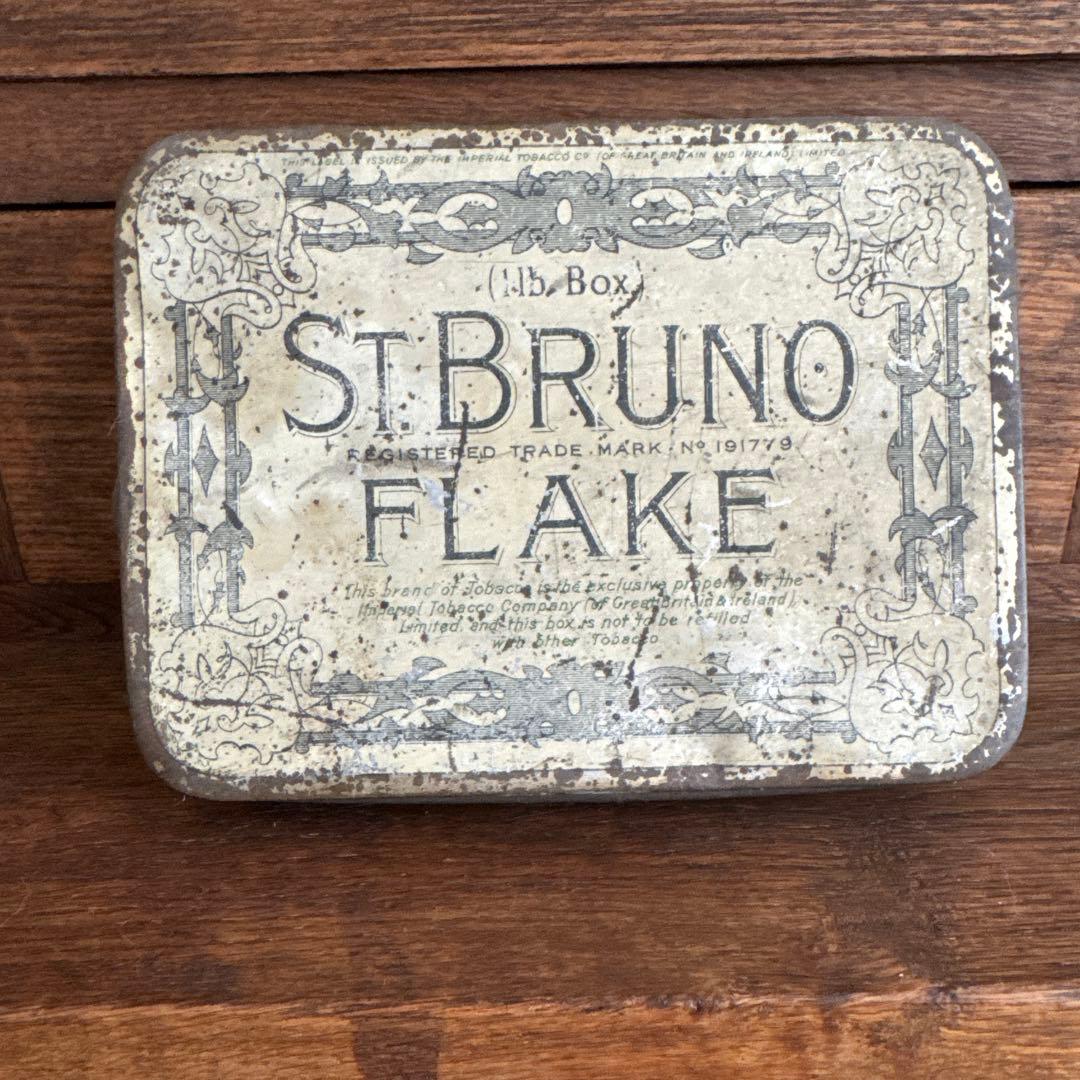 THIS LABEL IS ISSUED BY THE IMPERIAL TOBACCO Co (OF GREAT BRITAIN AND IRELAND) LIMITED
(1lb. Box)
ST. BRUNO
REGISTERED TRADE MARK No 191779
FLAKE
This brand of Tobacco is the exclusive property of the
Imperial Tobacco Company (of Great Britain & Ireland),
Limited, and this box is not to be refilled
with other Tobacco